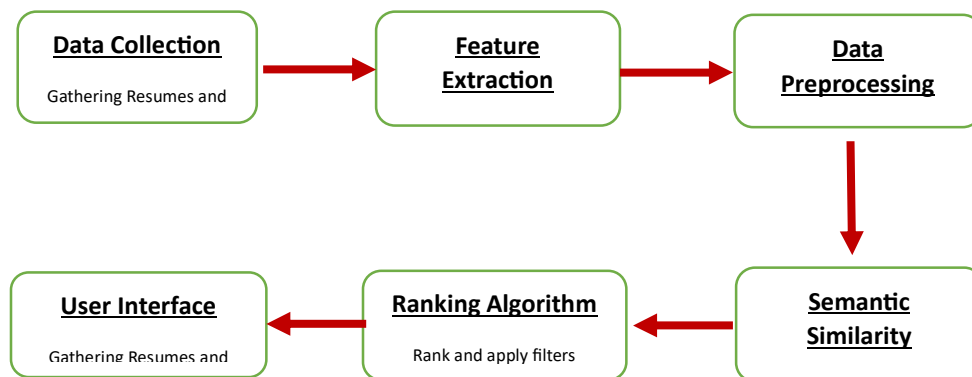 Data Collection
Gathering Resumes and
Feature
Extraction
Data
Preprocessing
User Interface
Gathering Resumes and
Ranking Algorithm
Rank and apply filters
Semantic
Similarity